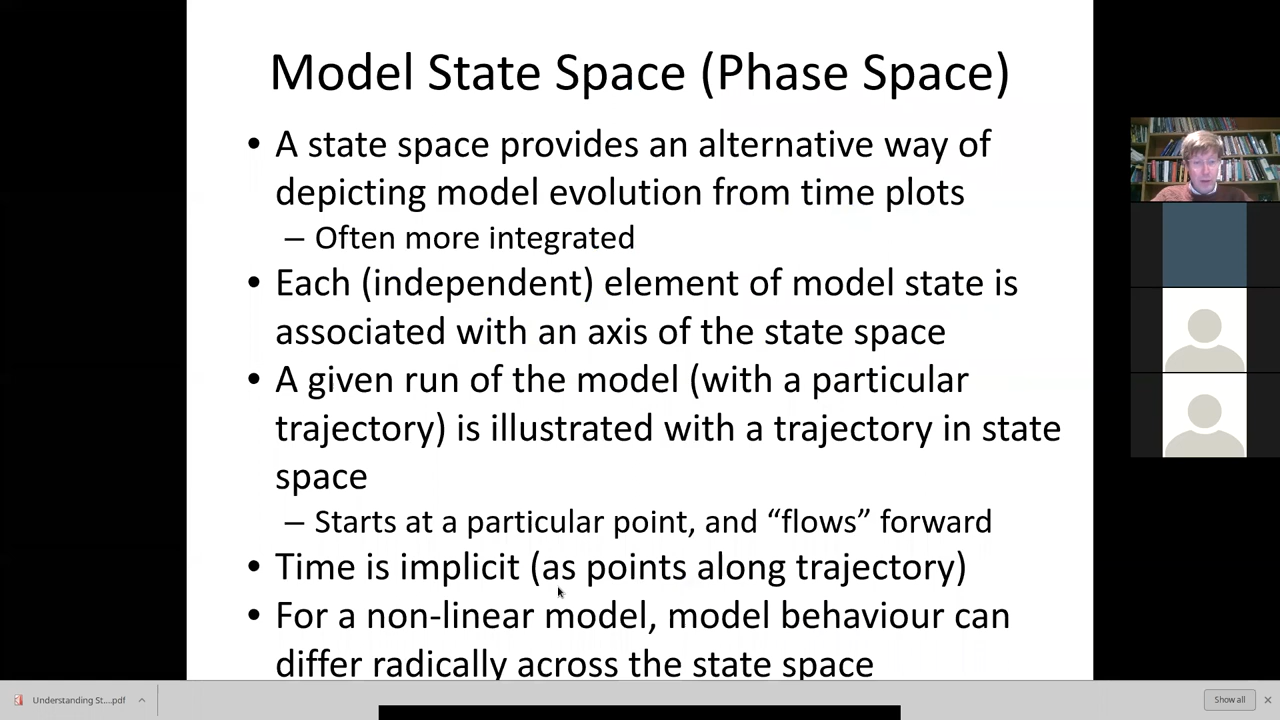 Model State Space (Phase Space)
• A state space provides an alternative way of
depicting model evolution from time plots
– Often more integrated
• Each (independent) element of model state is
associated with an axis of the state space
• A given run of the model (with a particular
trajectory) is illustrated with a trajectory in state
space
– Starts at a particular point, and “flows” forward
• Time is implicit (as points along trajectory)
• For a non-linear model, model behaviour can
differ radically across the state space
Understanding St....pdf
Show all